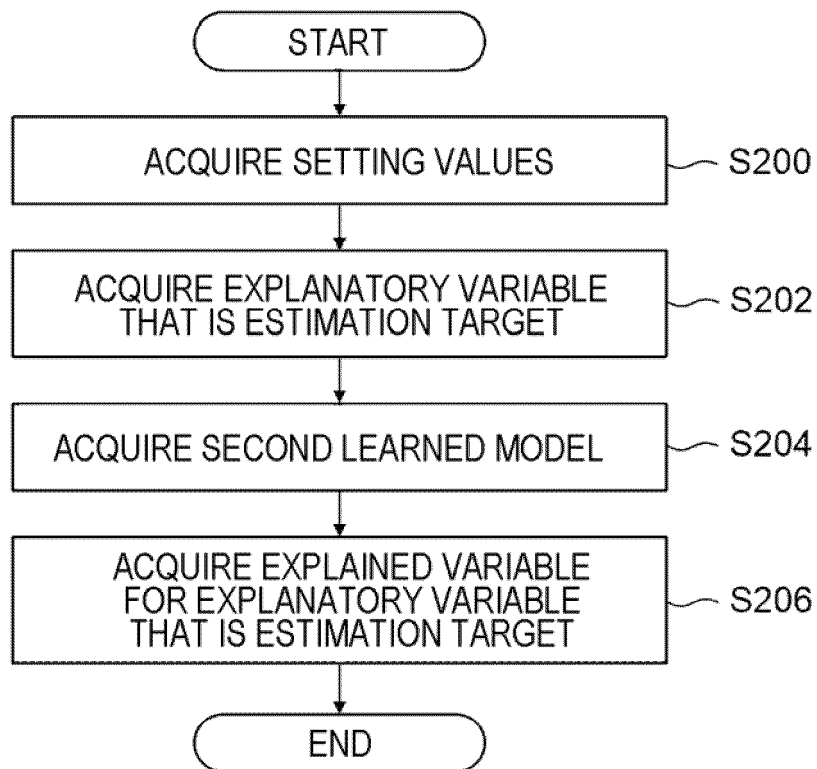 START
ACQUIRE SETTING VALUES
S200
ACQUIRE EXPLANATORY VARIABLE
THAT IS ESTIMATION TARGET
S202
ACQUIRE SECOND LEARNED MODEL
S204
ACQUIRE EXPLAINED VARIABLE
FOR EXPLANATORY VARIABLE
THAT IS ESTIMATION TARGET
S206
END